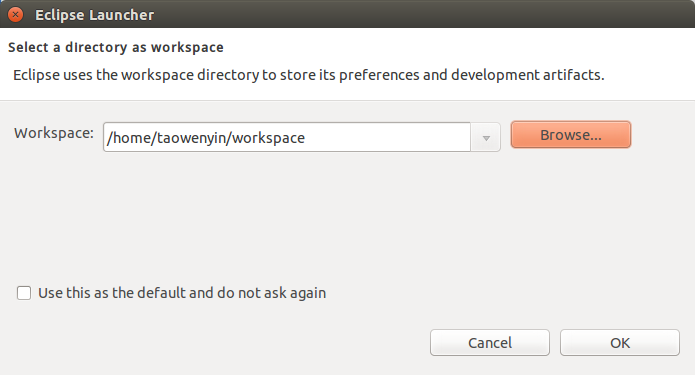 Eclipse Launcher
Select a directory as workspace
Eclipse uses the workspace directory to store its preferences and development artifacts.
Workspace: /home/taowenyin/workspace Browse...
Use this as the default and do not ask again
Cancel OK